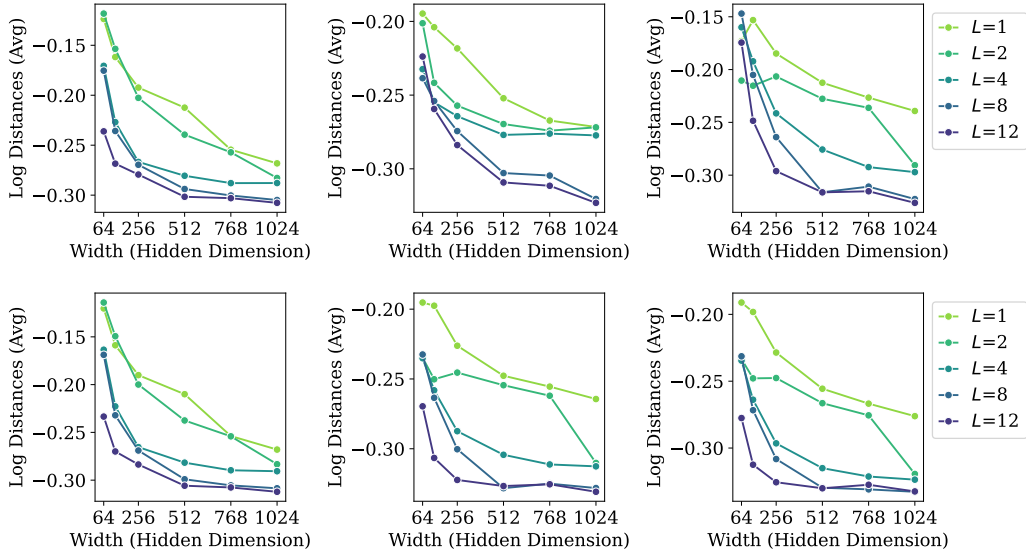 −0.15
−0.20
−0.25
−0.30
Log Distances (Avg)
64 256 512 768 1024
Width (Hidden Dimension)
−0.20
−0.25
−0.30
Log Distances (Avg)
64 256 512 768 1024
Width (Hidden Dimension)
−0.15
−0.20
−0.25
−0.30
Log Distances (Avg)
64 256 512 768 1024
Width (Hidden Dimension)
L=1
L=2
L=4
L=8
L=12
−0.15
−0.20
−0.25
−0.30
Log Distances (Avg)
64 256 512 768 1024
Width (Hidden Dimension)
−0.20
−0.25
−0.30
Log Distances (Avg)
64 256 512 768 1024
Width (Hidden Dimension)
−0.20
−0.25
−0.30
Log Distances (Avg)
64 256 512 768 1024
Width (Hidden Dimension)
L=1
L=2
L=4
L=8
L=12